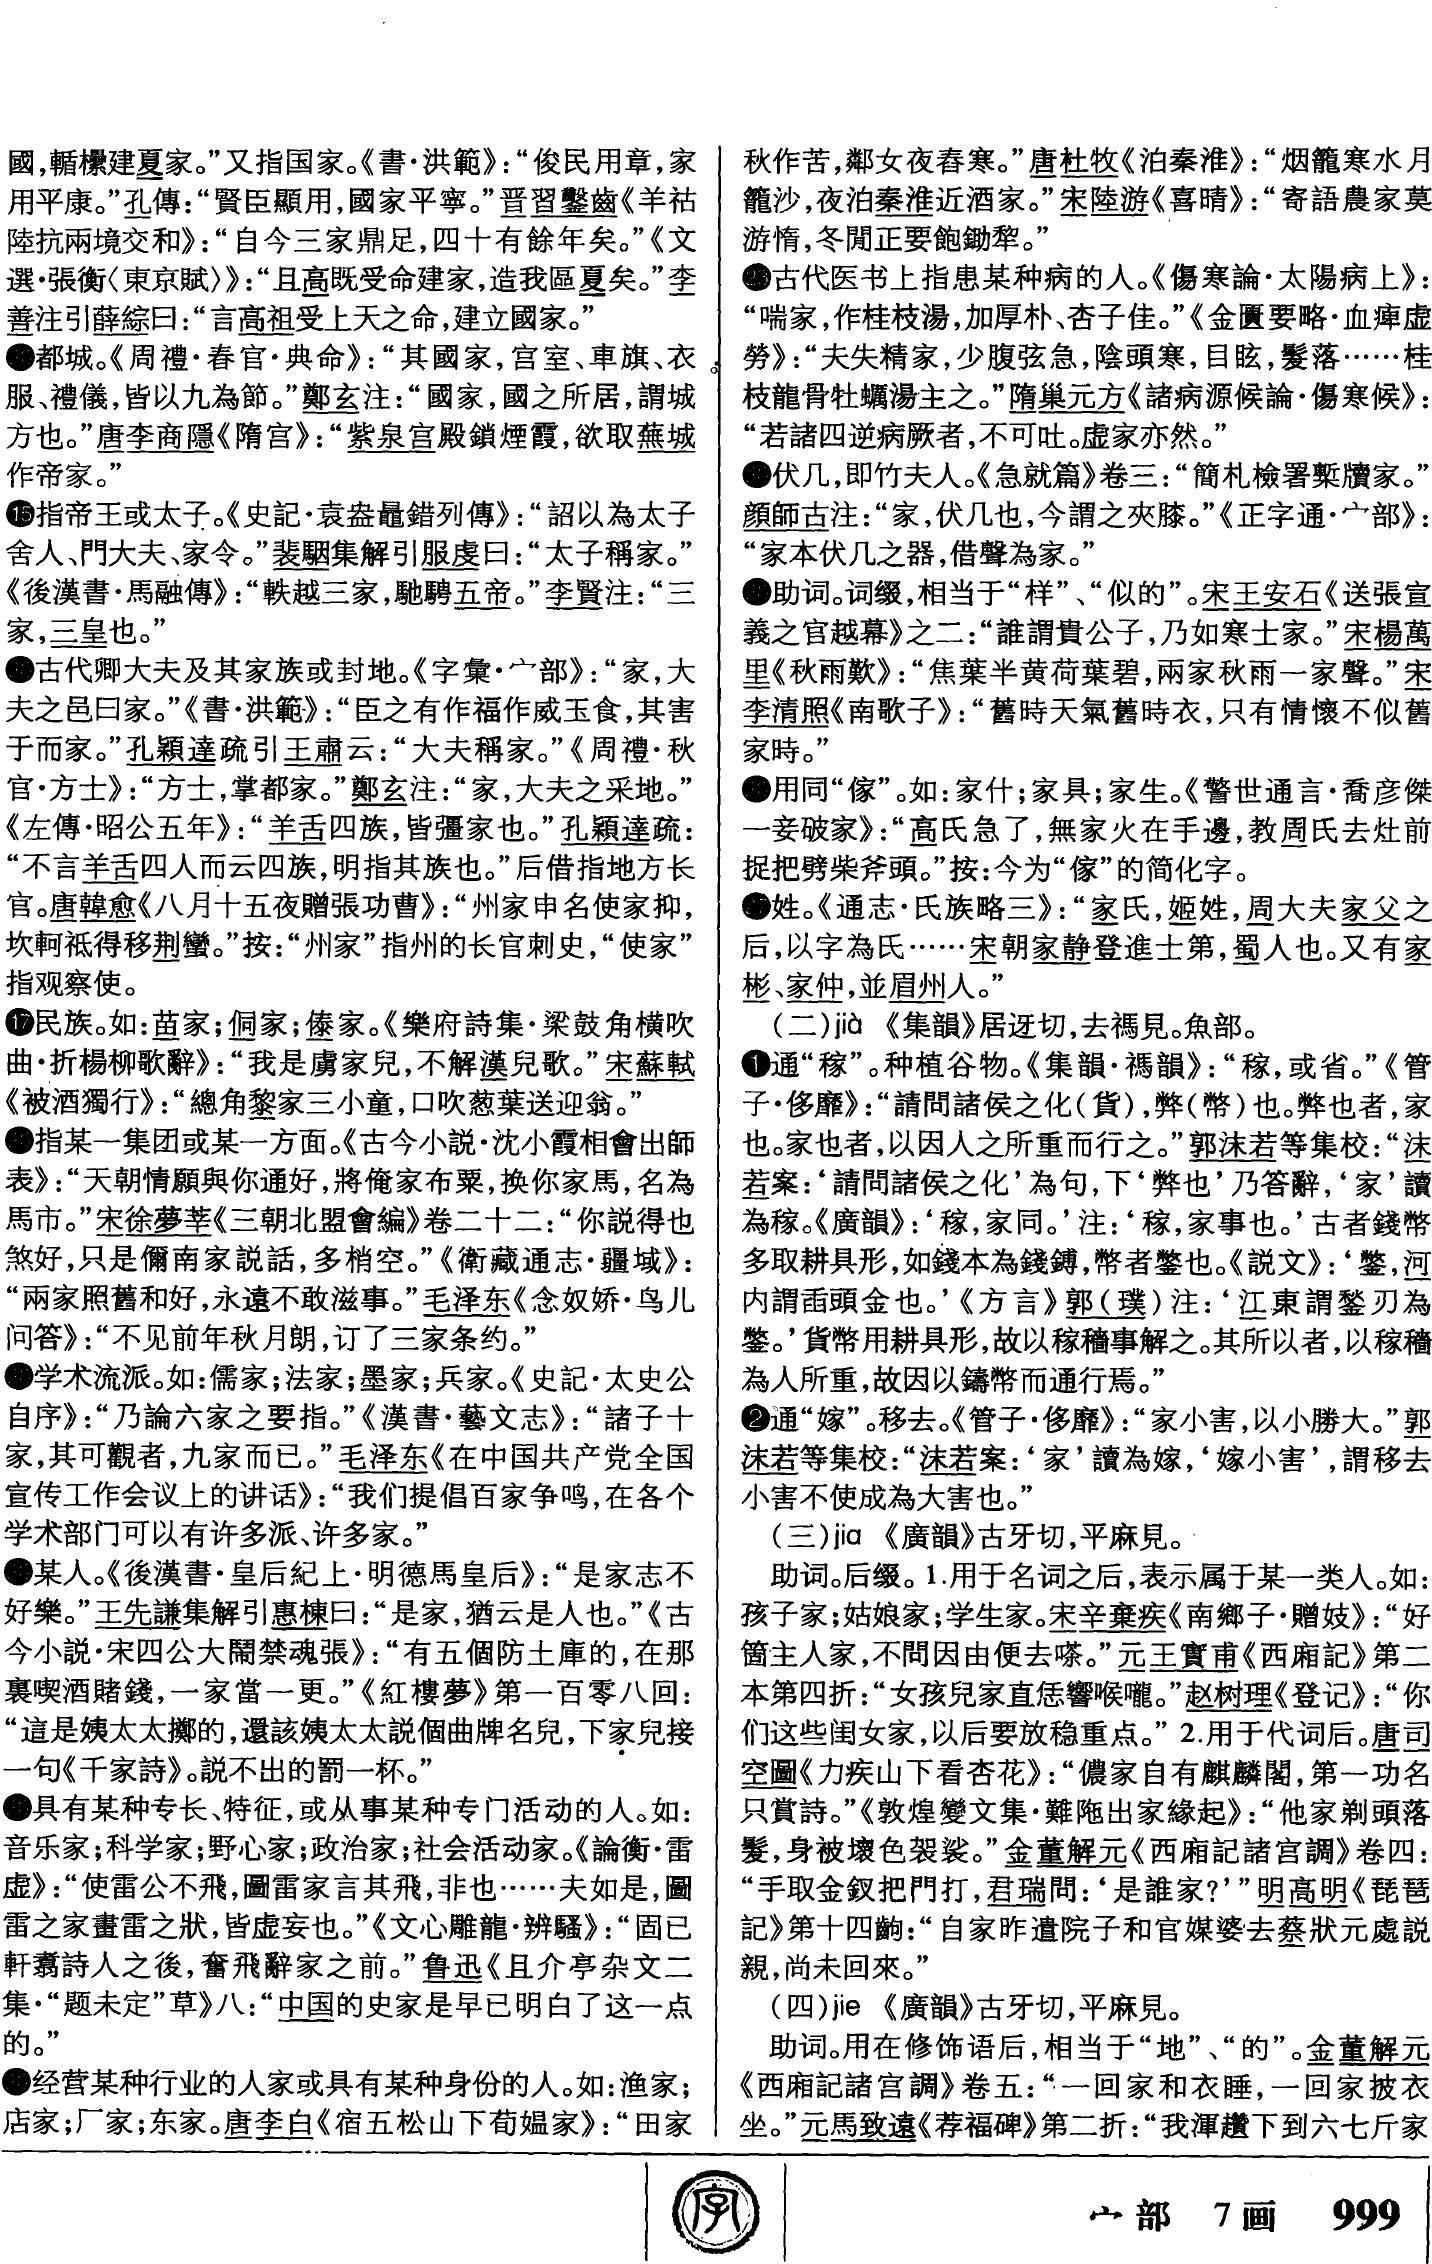 國，輴欙建夏家。”又指国家。《書·洪範》：“俊民用章，家
用平康。”孔傳：“賢臣顯用，國家平寧。”晋習鑿齒《羊祜
陸抗兩境交和》：“自今三家鼎足，四十有餘年矣。”《文
選·張衡〈東京賦〉》：“且高既受命建家，造我區夏矣。”李
善注引薛綜曰：“言高祖受上天之命，建立國家。”
都城。《周禮·春官·典命》：“其國家，宫室、車旗、衣
服、禮儀，皆以九為節。”鄭玄注：“國家，國之所居，謂城
方也。”唐李商隱《隋宫》：“紫泉宫殿鎖煙霞，欲取蕪城
作帝家。”
⓯指帝王或太子。《史記·袁盎鼂錯列傳》：“詔以為太子
舍人、門大夫、家令。”裴駰集解引服虔曰：“太子稱家。”
《後漢書·馬融傳》：“軼越三家，馳騁五帝。”李賢注：“三
家，三皇也。”
古代卿大夫及其家族或封地。《字彙·宀部》：“家，大
夫之邑曰家。”《書·洪範》：“臣之有作福作威玉食，其害
于而家。”孔穎達疏引王肅云：“大夫稱家。”《周禮·秋
官·方士》：“方士，掌都家。”鄭玄注：“家，大夫之采地。”
《左傳·昭公五年》：“羊舌四族，皆彊家也。”孔穎達疏：
“不言羊舌四人而云四族，明指其族也。”后借指地方长
官。唐韓愈《八月十五夜贈張功曹》：“州家申名使家抑，
坎軻祗得移荆蠻。”按：“州家”指州的长官刺史，“使家”
指观察使。
⓱民族。如：苗家；侗家；傣家。《樂府詩集·梁鼓角横吹
曲·折楊柳歌辭》：“我是虜家兒，不解漢兒歌。”宋蘇軾
《被酒獨行》：“總角黎家三小童，口吹葱葉送迎翁。”
指某一集团或某一方面。《古今小説·沈小霞相會出師
表》：“天朝情願與你通好，將俺家布粟，换你家馬，名為
馬市。”宋徐夢莘《三朝北盟會編》卷二十二：“你説得也
煞好，只是儞南家説話，多梢空。”《衛藏通志·疆域》：
“兩家照舊和好，永遠不敢滋事。”毛泽东《念奴娇·鸟儿
问答》：“不见前年秋月朗，订了三家条约。”
学术流派。如：儒家；法家；墨家；兵家。《史記·太史公
自序》：“乃論六家之要指。”《漢書·藝文志》：“諸子十
家，其可觀者，九家而已。”毛泽东《在中国共产党全国
宣传工作会议上的讲话》：“我们提倡百家争鸣，在各个
学术部门可以有许多派、许多家。”
某人。《後漢書·皇后紀上·明德馬皇后》：“是家志不
好樂。”王先謙集解引惠棟曰：“是家，猶云是人也。”《古
今小説·宋四公大鬧禁魂張》：“有五個防土庫的，在那
裏喫酒賭錢，一家當一更。”《紅樓夢》第一百零八回：
“這是姨太太擲的，還該姨太太説個曲牌名兒，下家兒接
一句《千家詩》。説不出的罰一杯。”
具有某种专长、特征，或从事某种专门活动的人。如：
音乐家；科学家；野心家；政治家；社会活动家。《論衡·雷
虚》：“使雷公不飛，圖雷家言其飛，非也……夫如是，圖
雷之家畫雷之狀，皆虚妄也。”《文心雕龍·辨騷》：“固已
軒翥詩人之後，奮飛辭家之前。”鲁迅《且介亭杂文二
集·“题未定”草》八：“中国的史家是早已明白了这一点
的。”
经营某种行业的人家或具有某种身份的人。如：渔家；
店家；厂家；东家。唐李白《宿五松山下荀媪家》：“田家
秋作苦，鄰女夜舂寒。”唐杜牧《泊秦淮》：“烟籠寒水月
籠沙，夜泊秦淮近酒家。”宋陸游《喜晴》：“寄語農家莫
游惰，冬閒正要飽鋤犂。”
古代医书上指患某种病的人。《傷寒論·太陽病上》：
“喘家，作桂枝湯，加厚朴、杏子佳。”《金匱要略·血痺虚
勞》：“夫失精家，少腹弦急，陰頭寒，目眩，髮落……桂
枝龍骨牡蠣湯主之。”隋巢元方《諸病源候論·傷寒候》：
“若諸四逆病厥者，不可吐。虚家亦然。”
伏几，即竹夫人。《急就篇》卷三：“簡札檢署槧牘家。”
顔師古注：“家，伏几也，今謂之夾膝。”《正字通·宀部》：
“家本伏几之器，借聲為家。”
助词。词缀，相当于“样”、“似的”。宋王安石《送張宣
義之官越幕》之二：“誰謂貴公子，乃如寒士家。”宋楊萬
里《秋雨歎》：“焦葉半黄荷葉碧，兩家秋雨一家聲。”宋
李清照《南歌子》：“舊時天氣舊時衣，只有情懷不似舊
家時。”
用同“傢”。如：家什；家具；家生。《警世通言·喬彦傑
一妾破家》：“高氏急了，無家火在手邊，教周氏去灶前
捉把劈柴斧頭。”按：今为“傢”的简化字。
姓。《通志·氏族略三》：“家氏，姬姓，周大夫家父之
后，以字為氏……宋朝家静登進士第，蜀人也。又有家
彬、家仲，並眉州人。”
（二）jià 《集韻》居迓切，去禡見。魚部。
❶通“稼”。种植谷物。《集韻·禡韻》：“稼，或省。”《管
子·侈靡》：“請問諸侯之化（貨），弊（幣）也。弊也者，家
也。家也者，以因人之所重而行之。”郭沫若等集校：“沫
若案：‘請問諸侯之化’為句，下‘弊也’乃答辭，‘家’讀
為稼。《廣韻》：‘稼，家同。’注：‘稼，家事也。’古者錢幣
多取耕具形，如錢本為錢鎛，幣者鐅也。《説文》：‘鐅，河
内謂臿頭金也。’《方言》郭（璞）注：‘江東謂鍫刃為
鐅。’貨幣用耕具形，故以稼穡事解之。其所以者，以稼穡
為人所重，故因以鑄幣而通行焉。”
❷通“嫁”。移去。《管子·侈靡》：“家小害，以小勝大。”郭
沫若等集校：“沫若案：‘家’讀為嫁，‘嫁小害’，謂移去
小害不使成為大害也。”
（三）jia 《廣韻》古牙切，平麻見。
助词。后缀。1.用于名词之后，表示属于某一类人。如：
孩子家；姑娘家；学生家。宋辛棄疾《南鄉子·贈妓》：“好
箇主人家，不問因由便去嗏。”元王實甫《西廂記》第二
本第四折：“女孩兒家直恁響喉嚨。”赵树理《登记》：“你
们这些闺女家，以后要放稳重点。”2.用于代词后。唐司
空圖《力疾山下看杏花》：“儂家自有麒麟閣，第一功名
只賞詩。”《敦煌變文集·難陁出家緣起》：“他家剃頭落
髮，身被壞色袈裟。”金董解元《西廂記諸宫調》卷四：
“手取金釵把門打，君瑞問：‘是誰家？’”明高明《琵琶
記》第十四齣：“自家昨遣院子和官媒婆去蔡狀元處説
親，尚未回來。”
（四）jie 《廣韻》古牙切，平麻見。
助词。用在修饰语后，相当于“地”、“的”。金董解元
《西廂記諸宫調》卷五：“一回家和衣睡，一回家披衣
坐。”元馬致遠《荐福碑》第二折：“我渾趲下到六七斤家
字
宀部 7画 999